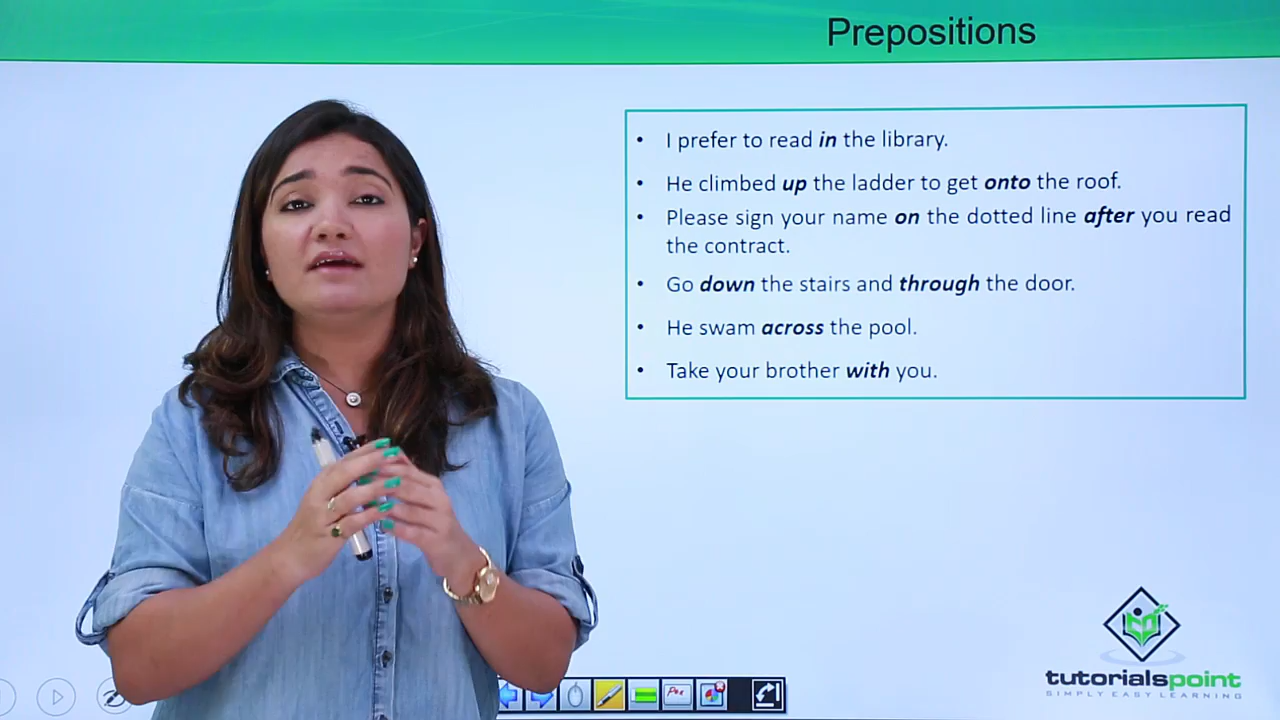 Prepositions
• I prefer to read in the library.
• He climbed up the ladder to get onto the roof.
• Please sign your name on the dotted line after you read
the contract.
• Go down the stairs and through the door.
• He swam across the pool.
• Take your brother with you.
Pen
tutorialspoint
SIMPLY EASY LEARNING